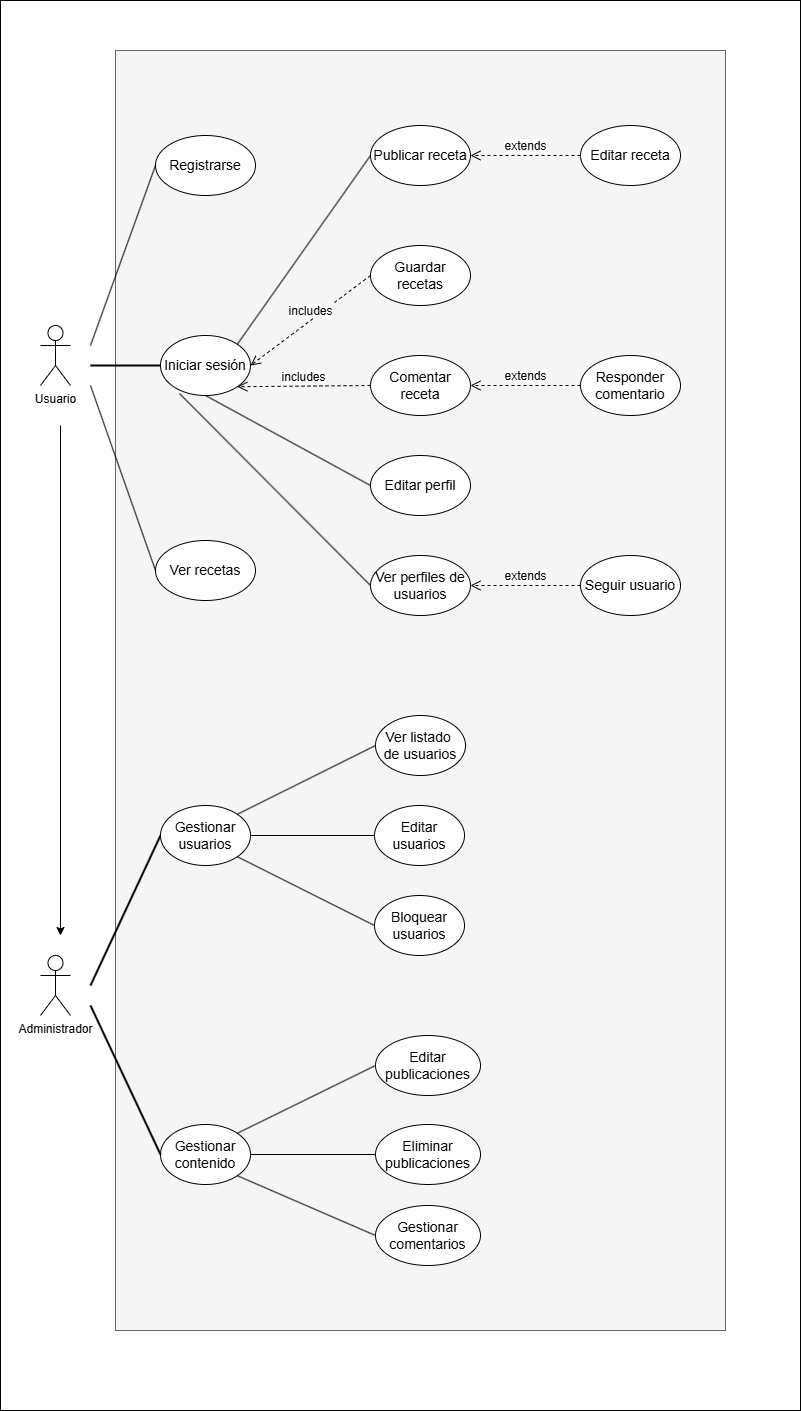 Registrarse
Publicar receta
extends
Editar receta
Guardar
recetas
includes
Usuario
Iniciar sesión
includes
Comentar
receta
extends
Responder
comentario
Editar perfil
Ver recetas
Ver perfiles de
usuarios
extends
Seguir usuario
Ver listado
de usuarios
Gestionar
usuarios
Editar
usuarios
Bloquear
usuarios
Administrador
Editar
publicaciones
Gestionar
contenido
Eliminar
publicaciones
Gestionar
comentarios